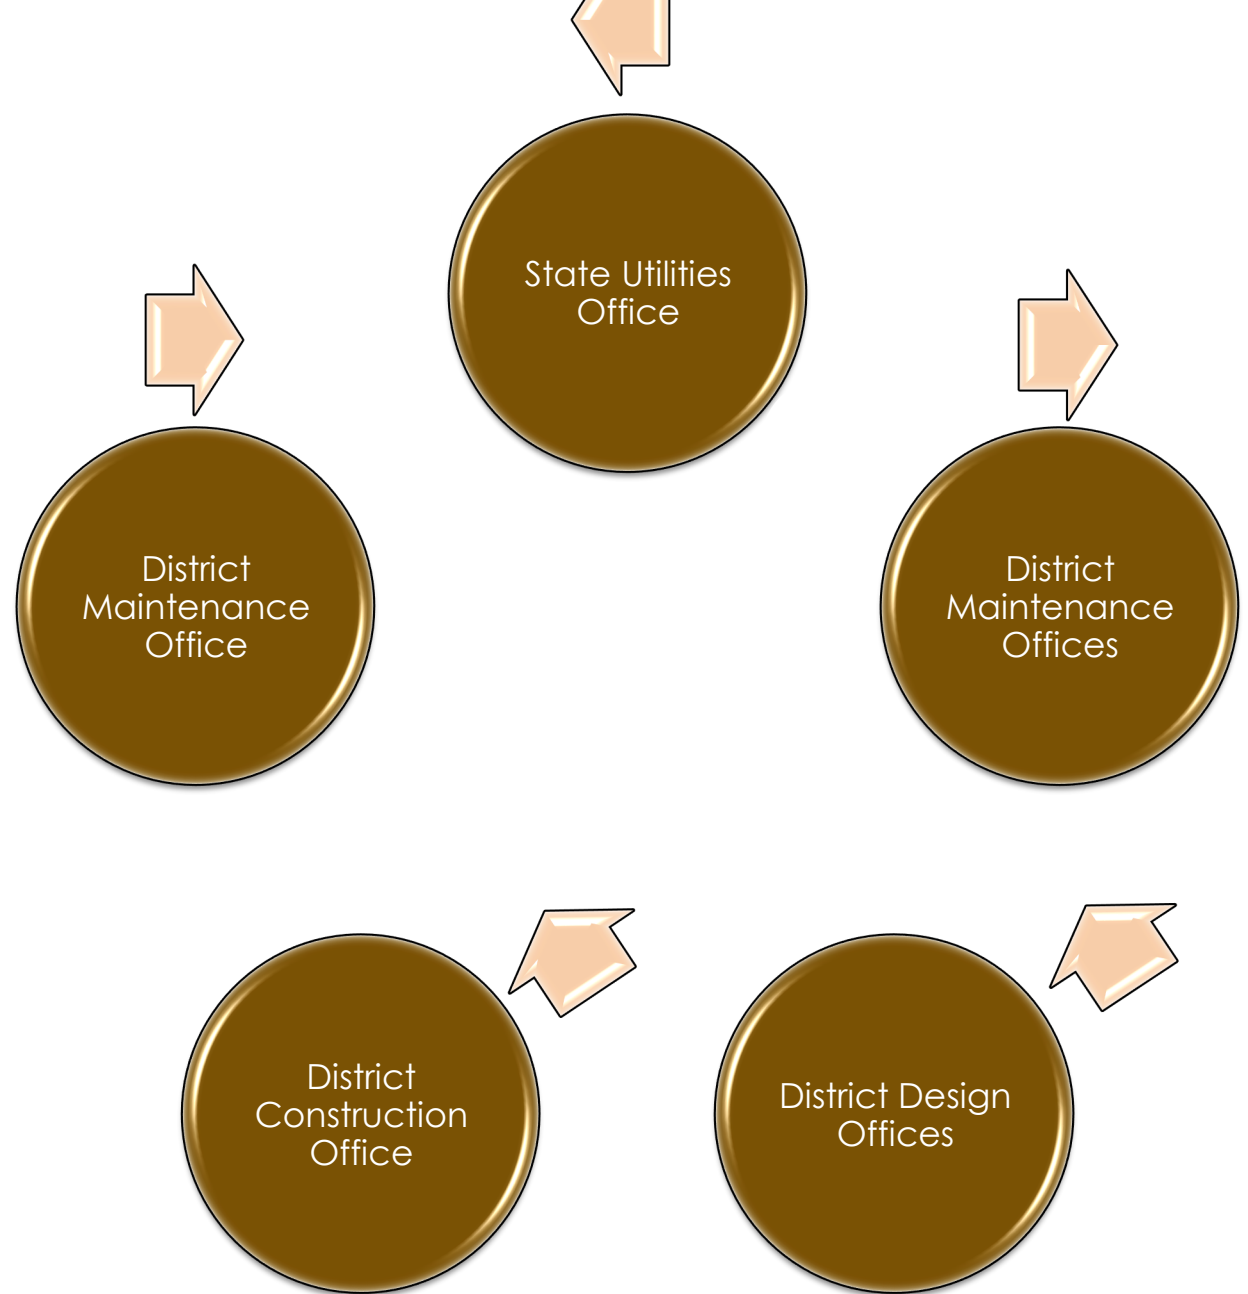 State Utilities
Office
District
Maintenance
Office
District
Maintenance
Offices
District
Construction
Office
District Design
Offices